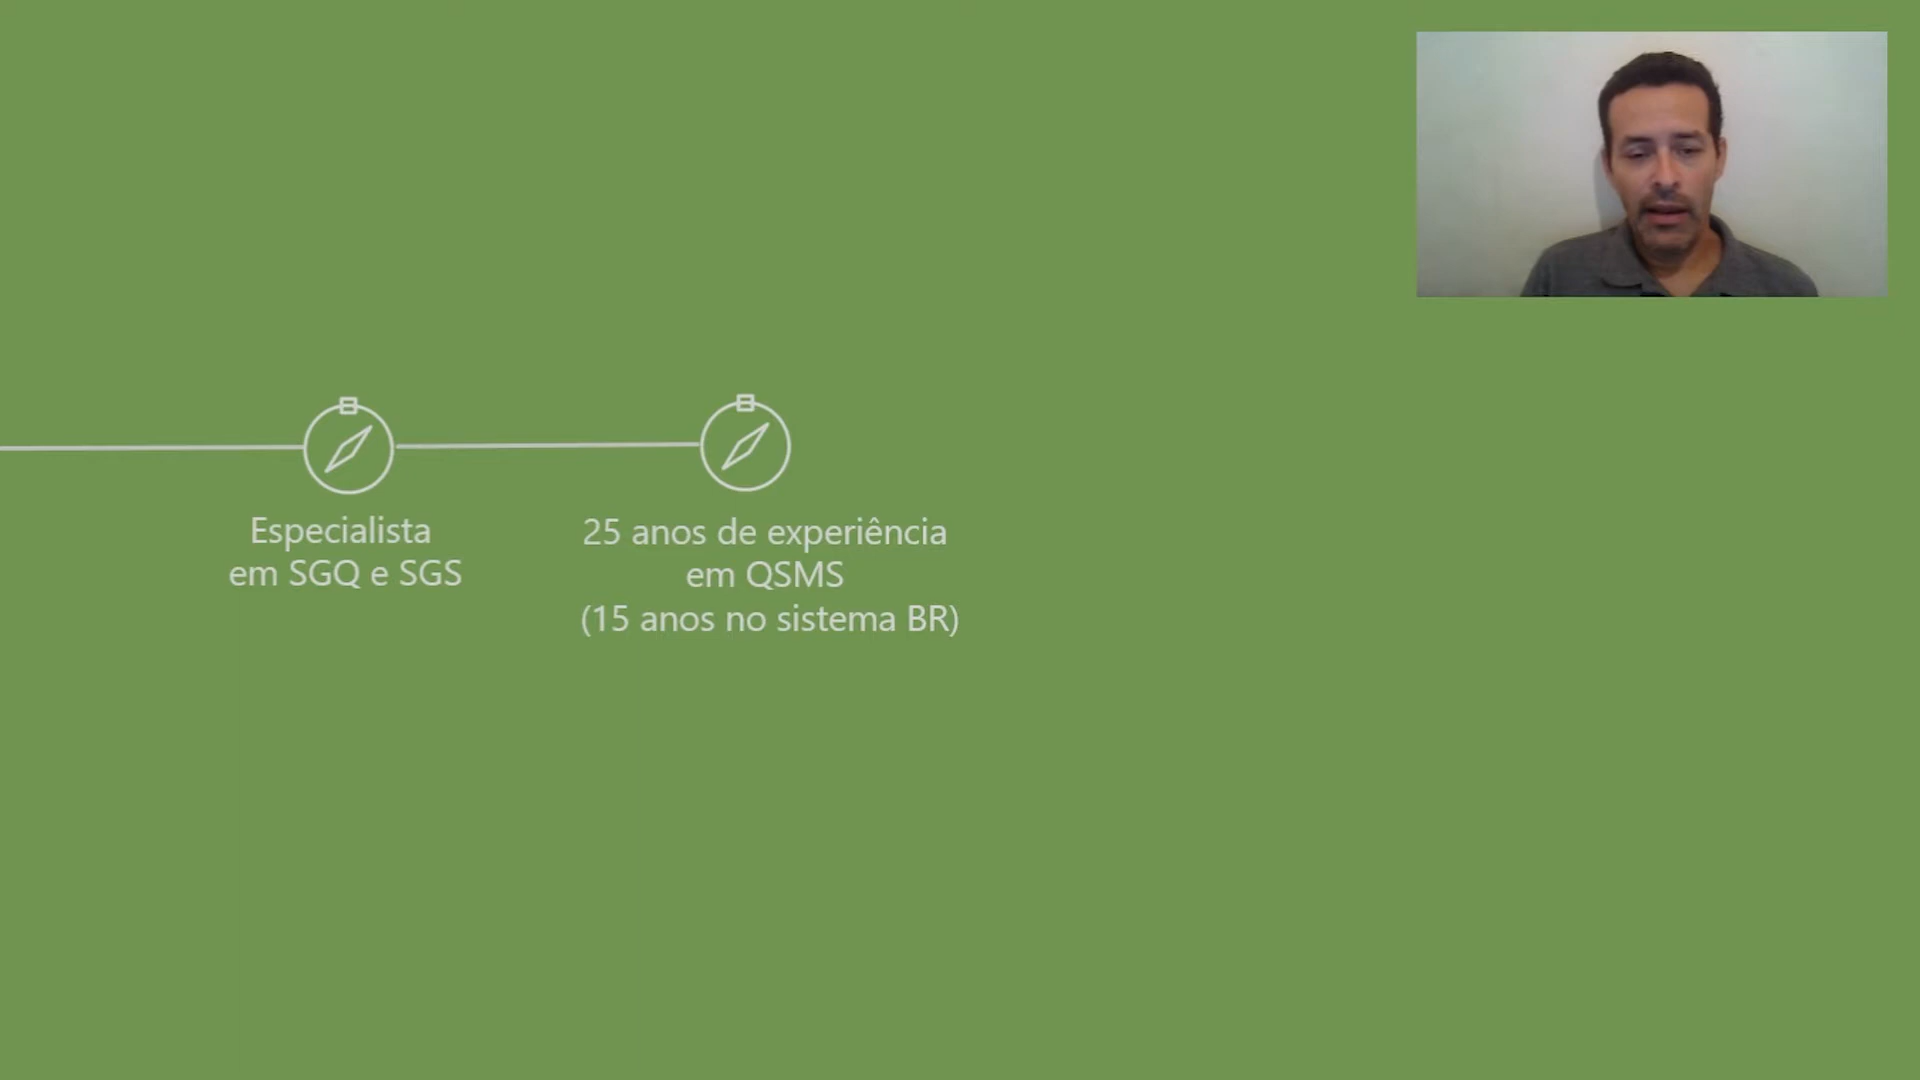 Especialista
em SGQ e SGS
25 anos de experiência
em QSMS
(15 anos no sistema BR)